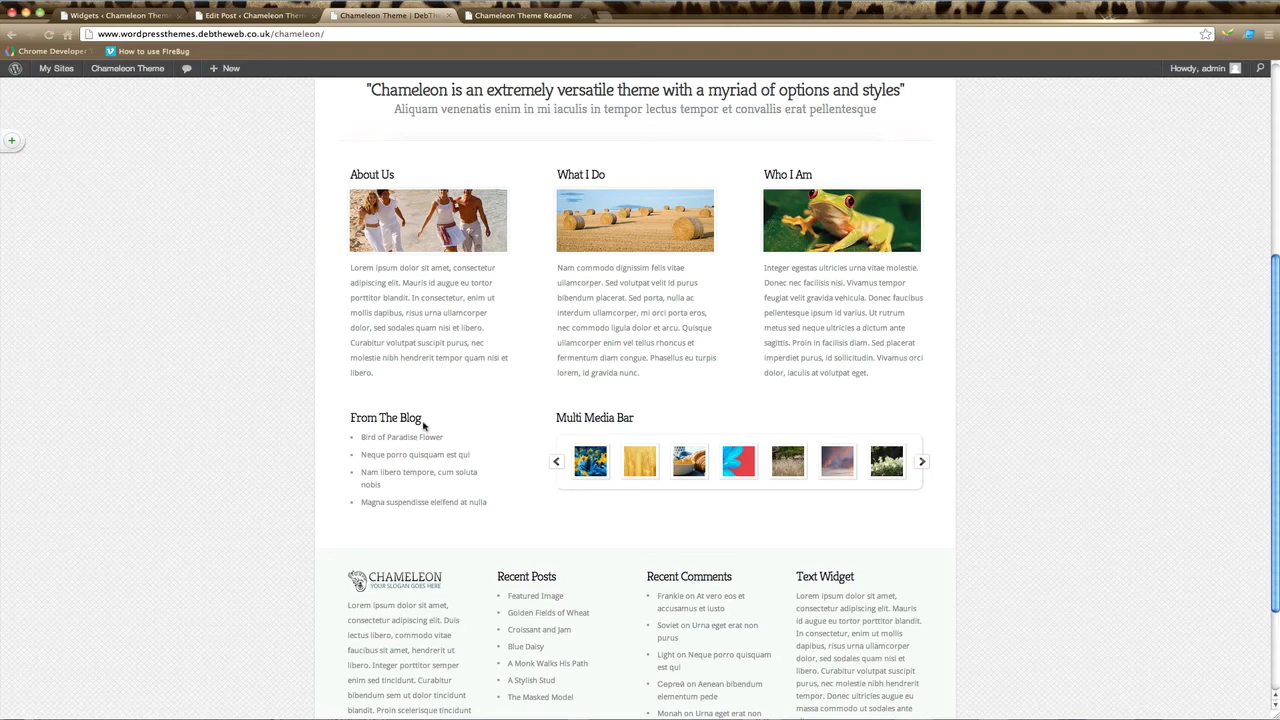 Widgets ‹ Chameleon Theme
Edit Post ‹ Chameleon Theme
Chameleon Theme | DebTh
Chameleon Theme Readme
www.wordpressthemes.debtheweb.co.uk/chameleon/
Chrome Developer
How to use FireBug
My Sites
Chameleon Theme
+ New
Howdy, admin
"Chameleon is an extremely versatile theme with a myriad of options and styles"
Aliquam venenatis enim in mi iaculis in tempor lectus tempor et convallis erat pellentesque
About Us
Lorem ipsum dolor sit amet, consectetur
adipiscing elit. Mauris id augue eu tortor
porttitor blandit. In consectetur, enim ut
mollis dapibus, risus urna ullamcorper
dolor, sed sodales quam nisi et libero.
Curabitur volutpat suscipit purus, nec
molestie nibh hendrerit tempor quam nisi et
libero.
What I Do
Nam commodo dignissim felis vitae
ullamcorper. Sed volutpat velit id purus
bibendum placerat. Sed porta, nulla ac
interdum ullamcorper, mi orci porta eros,
nec commodo ligula dolor et arcu. Quisque
ullamcorper enim vel tellus rhoncus et
fermentum diam congue. Phasellus eu turpis
lorem, id gravida nunc.
Who I Am
Integer egestas ultricies urna vitae molestie.
Donec nec facilisis nisi. Vivamus tempor
feugiat velit gravida vehicula. Donec faucibus
pellentesque ipsum id varius. Ut rutrum
metus sed neque ultricies a dictum ante
sagittis. Proin in facilisis diam. Sed placerat
imperdiet purus, id sollicitudin. Vivamus orci
dolor, iaculis at volutpat eget.
From The Blog
Bird of Paradise Flower
Neque porro quisquam est qui
Nam libero tempore, cum soluta
nobis
Magna suspendisse eleifend at nulla
Multi Media Bar
CHAMELEON
YOUR SLOGAN GOES HERE
Lorem ipsum dolor sit amet,
consectetur adipiscing elit. Duis
lectus libero, commodo vitae
faucibus sit amet, hendrerit ut
libero. Integer porttitor semper
enim sed tincidunt. Curabitur
bibendum sem ut dolor tincidunt
Proin scelerisque tincidunt
Recent Posts
Featured Image
Golden Fields of Wheat
Croissant and Jam
Blue Daisy
A Monk Walks His Path
A Stylish Stud
The Masked Model
Recent Comments
Frankie on At vero eos et
accusamus et iusto
Soviet on Urna eget erat non
purus
Light on Neque porro quisquam
est qui
Сергей on Aenean bibendum
elementum pede
Monah on Urna eget erat non
Text Widget
Lorem ipsum dolor sit amet,
consectetur adipiscing elit. Mauris
id augue eu tortor porttitor blandit.
In consectetur, enim ut mollis
dapibus, risus urna ullamcorper
dolor, sed sodales quam nisi et
libero. Curabitur volutpat suscipit
purus, nec molestie nibh hendrerit
tempor. Donec ultricies augue eu
massa commodo ut dolor